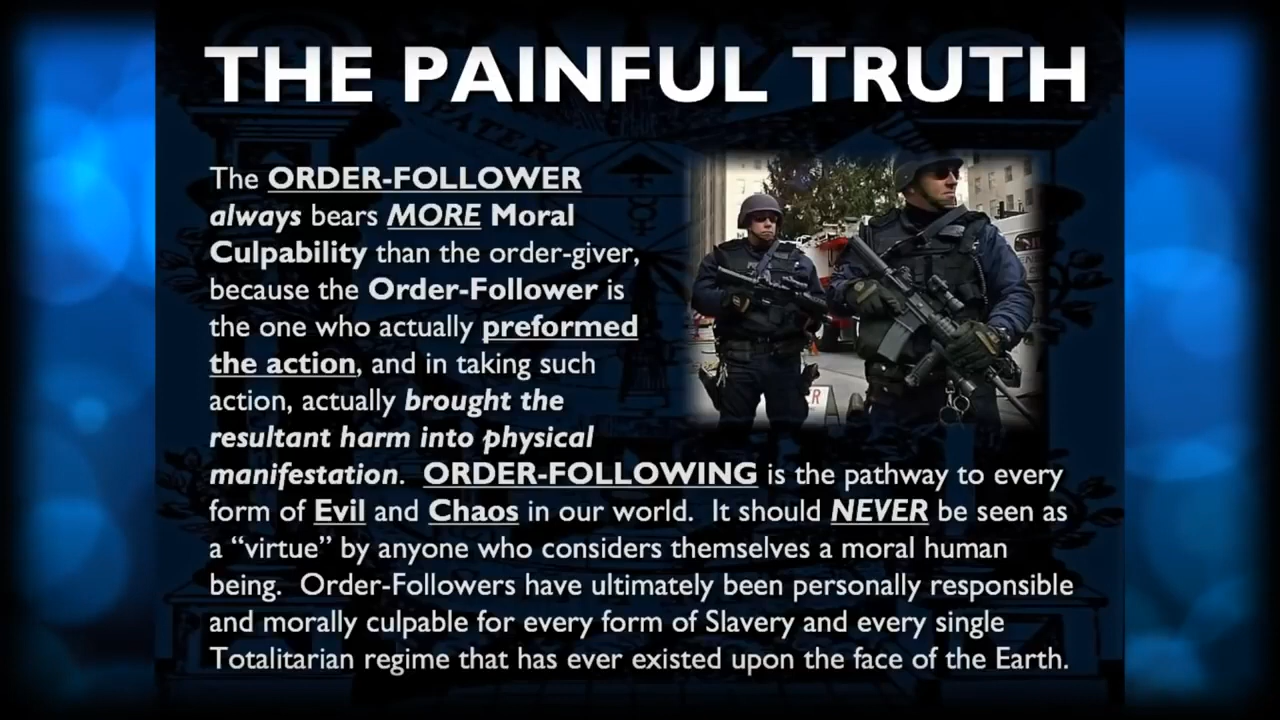 THE PAINFUL TRUTH
PATER
The ORDER-FOLLOWER
always bears MORE Moral
Culpability than the order-giver,
because the Order-Follower is
the one who actually preformed
the action, and in taking such
action, actually brought the
resultant harm into physical
manifestation. ORDER-FOLLOWING is the pathway to every
form of Evil and Chaos in our world. It should NEVER be seen as
a “virtue” by anyone who considers themselves a moral human
being. Order-Followers have ultimately been personally responsible
and morally culpable for every form of Slavery and every single
Totalitarian regime that has ever existed upon the face of the Earth.